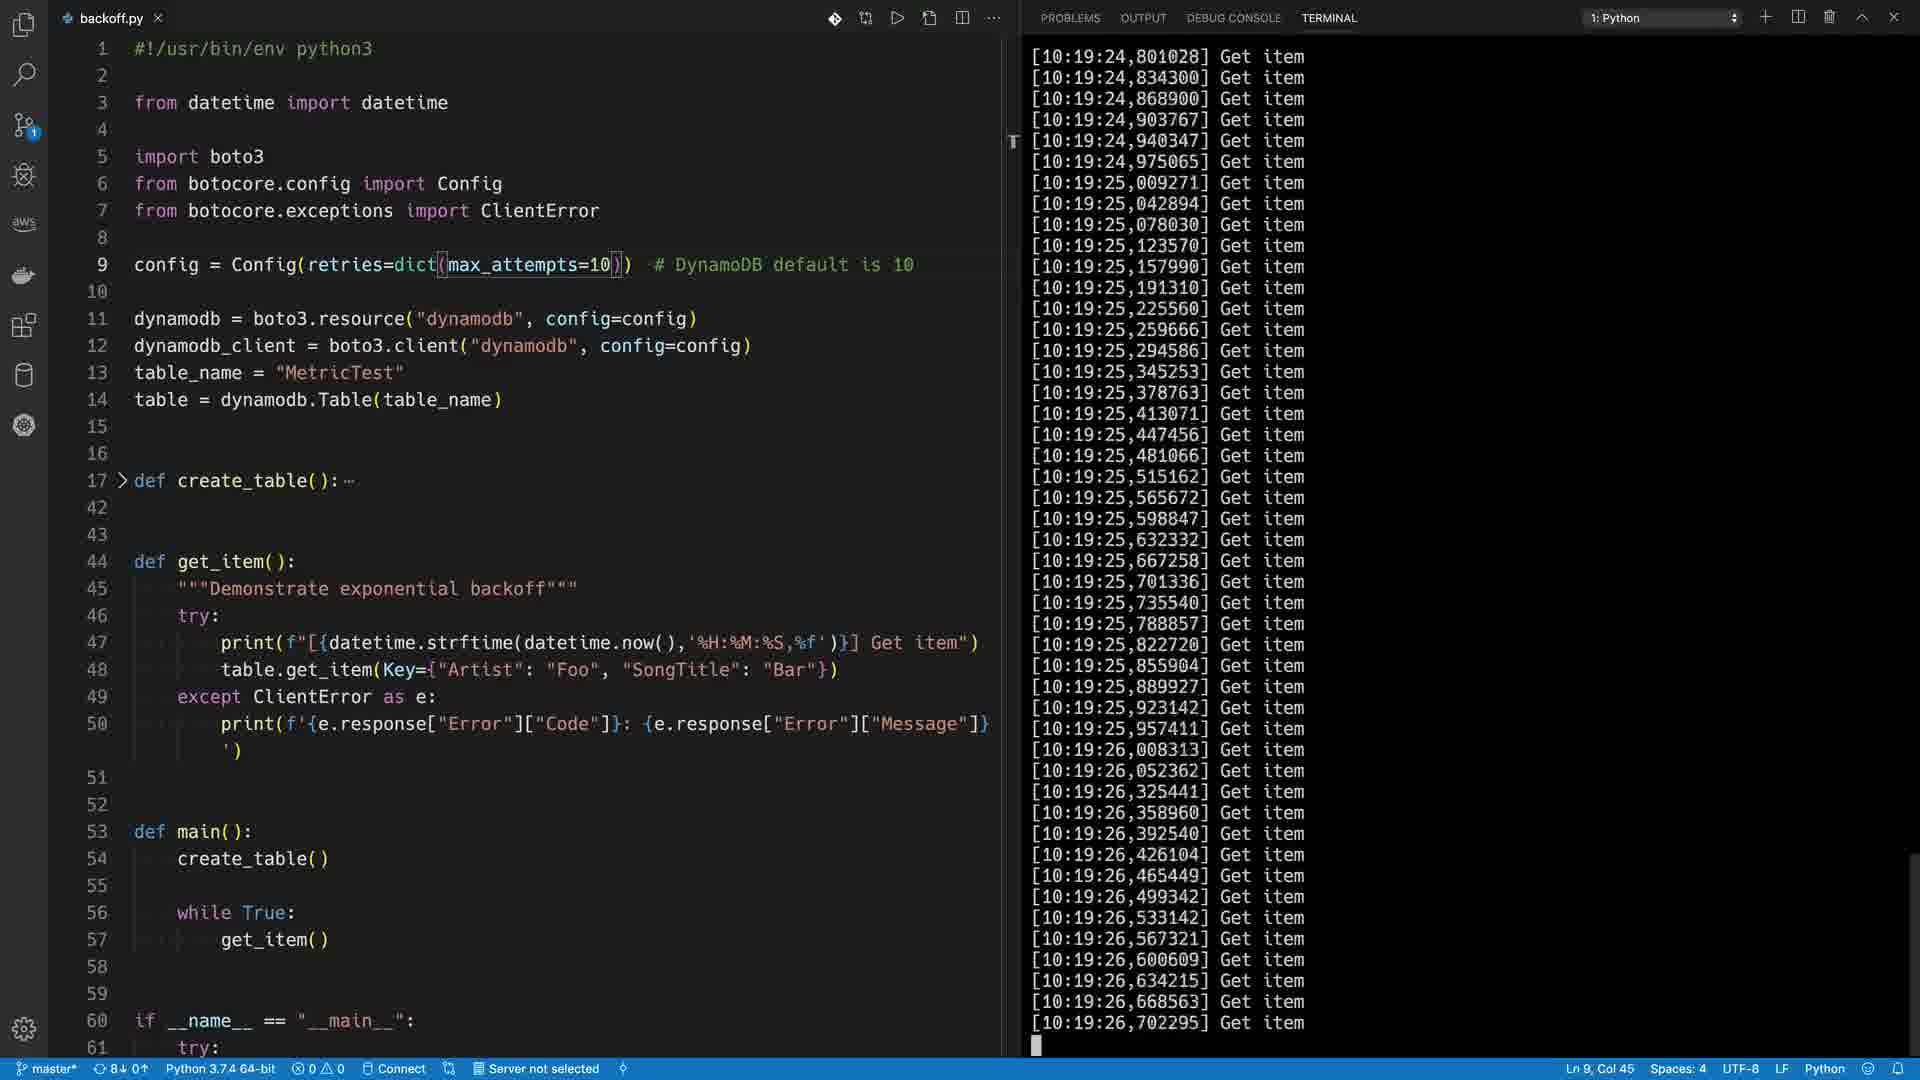 backoff.py
1 #!/usr/bin/env python3
2
3 from datetime import datetime
4
5 import boto3
6 from botocore.config import Config
7 from botocore.exceptions import ClientError
8
9 config = Config(retries=dict(max_attempts=10)) # DynamoDB default is 10
10
11 dynamodb = boto3.resource("dynamodb", config=config)
12 dynamodb_client = boto3.client("dynamodb", config=config)
13 table_name = "MetricTest"
14 table = dynamodb.Table(table_name)
15
16
17 def create_table():
42
43
44 def get_item():
45 """Demonstrate exponential backoff"""
46 try:
47 print(f"[{datetime.strftime(datetime.now(),'%H:%M:%S,%f')}] Get item")
48 table.get_item(Key={"Artist": "Foo", "SongTitle": "Bar"})
49 except ClientError as e:
50 print(f'{e.response["Error"]["Code"]}: {e.response["Error"]["Message"]}
')
51
52
53 def main():
54 create_table()
55
56 while True:
57 get_item()
58
59
60 if __name__ == "__main__":
61 try:
aws
1
PROBLEMS OUTPUT DEBUG CONSOLE TERMINAL 1: Python
[10:19:24,801028] Get item
[10:19:24,834300] Get item
[10:19:24,868900] Get item
[10:19:24,903767] Get item
[10:19:24,940347] Get item
[10:19:24,975065] Get item
[10:19:25,009271] Get item
[10:19:25,042894] Get item
[10:19:25,078030] Get item
[10:19:25,123570] Get item
[10:19:25,157990] Get item
[10:19:25,191310] Get item
[10:19:25,225560] Get item
[10:19:25,259666] Get item
[10:19:25,294586] Get item
[10:19:25,345253] Get item
[10:19:25,378763] Get item
[10:19:25,413071] Get item
[10:19:25,447456] Get item
[10:19:25,481066] Get item
[10:19:25,515162] Get item
[10:19:25,565672] Get item
[10:19:25,598847] Get item
[10:19:25,632332] Get item
[10:19:25,667258] Get item
[10:19:25,701336] Get item
[10:19:25,735540] Get item
[10:19:25,788857] Get item
[10:19:25,822720] Get item
[10:19:25,855904] Get item
[10:19:25,889927] Get item
[10:19:25,923142] Get item
[10:19:25,957411] Get item
[10:19:26,008313] Get item
[10:19:26,052362] Get item
[10:19:26,325441] Get item
[10:19:26,358960] Get item
[10:19:26,392540] Get item
[10:19:26,426104] Get item
[10:19:26,465449] Get item
[10:19:26,499342] Get item
[10:19:26,533142] Get item
[10:19:26,567321] Get item
[10:19:26,600609] Get item
[10:19:26,634215] Get item
[10:19:26,668563] Get item
[10:19:26,702295] Get item
master* 8↓ 0↑ Python 3.7.4 64-bit 0 0 Connect Server not selected Ln 9, Col 45 Spaces: 4 UTF-8 LF Python